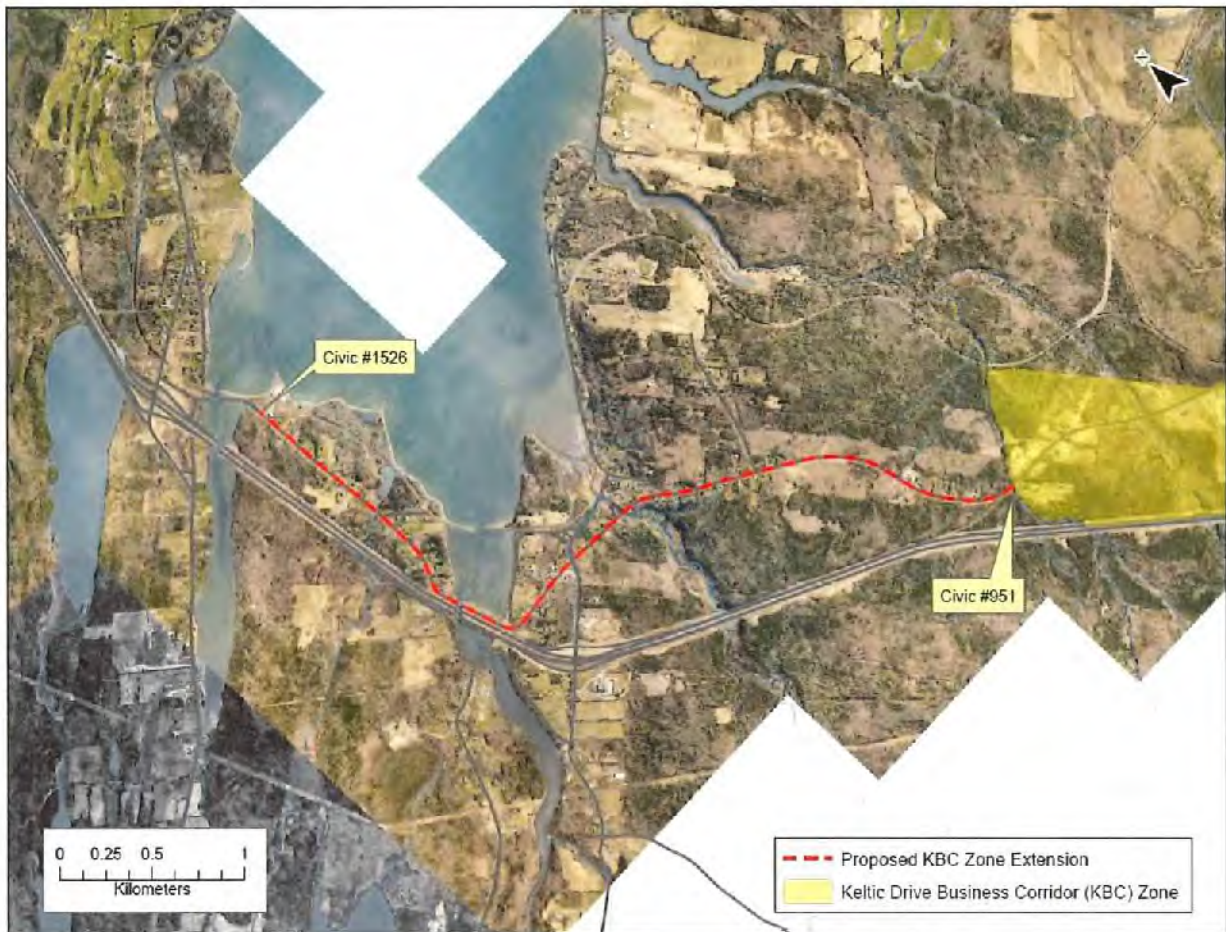 Civic #1526
Civic #951
0 0.25 0.5 1
Kilometers
Proposed KBC Zone Extension
Keltic Drive Business Corridor (KBC) Zone